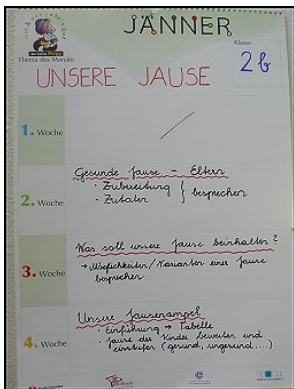 JÄNNER
Thema des Monats:
Klasse:
2b
UNSERE JAUSE
1. Woche
2. Woche
Gesunde Jause - Eltern
· Zubereitung
· Zutaten } besprechen
3. Woche
Was soll unsere Jause beinhalten?
→ Möglichkeiten/Varianten einer Jause
besprechen
4. Woche
Unsere Jausenampel
· Einführung → Tabelle
· Jause der Kinder bewerten und
einstufen (gesund, ungesund,...)